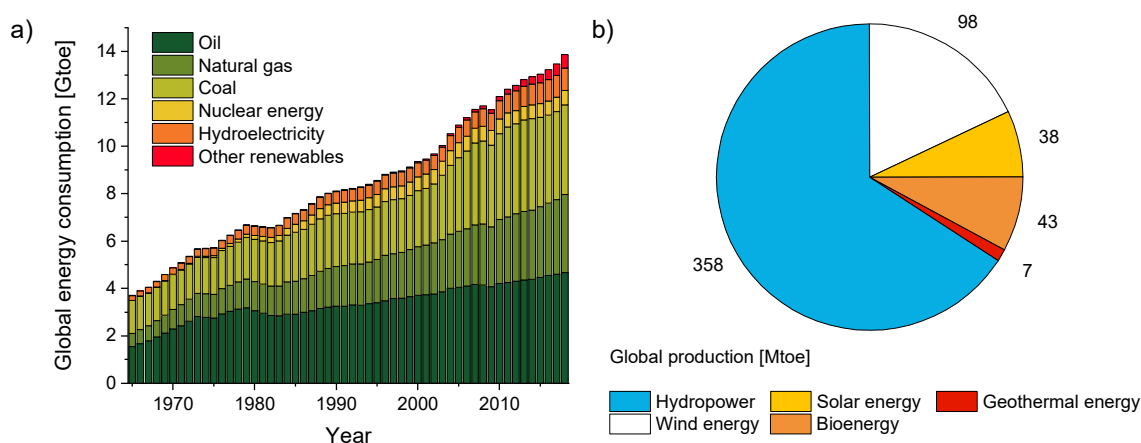 a)
Global energy consumption [Gtoe]
14
12
10
8
6
4
2
0
Oil
Natural gas
Coal
Nuclear energy
Hydroelectricity
Other renewables
1970
1980
1990
2000
2010
Year
b)
98
38
43
7
358
Global production [Mtoe]
Hydropower
Solar energy
Geothermal energy
Wind energy
Bioenergy